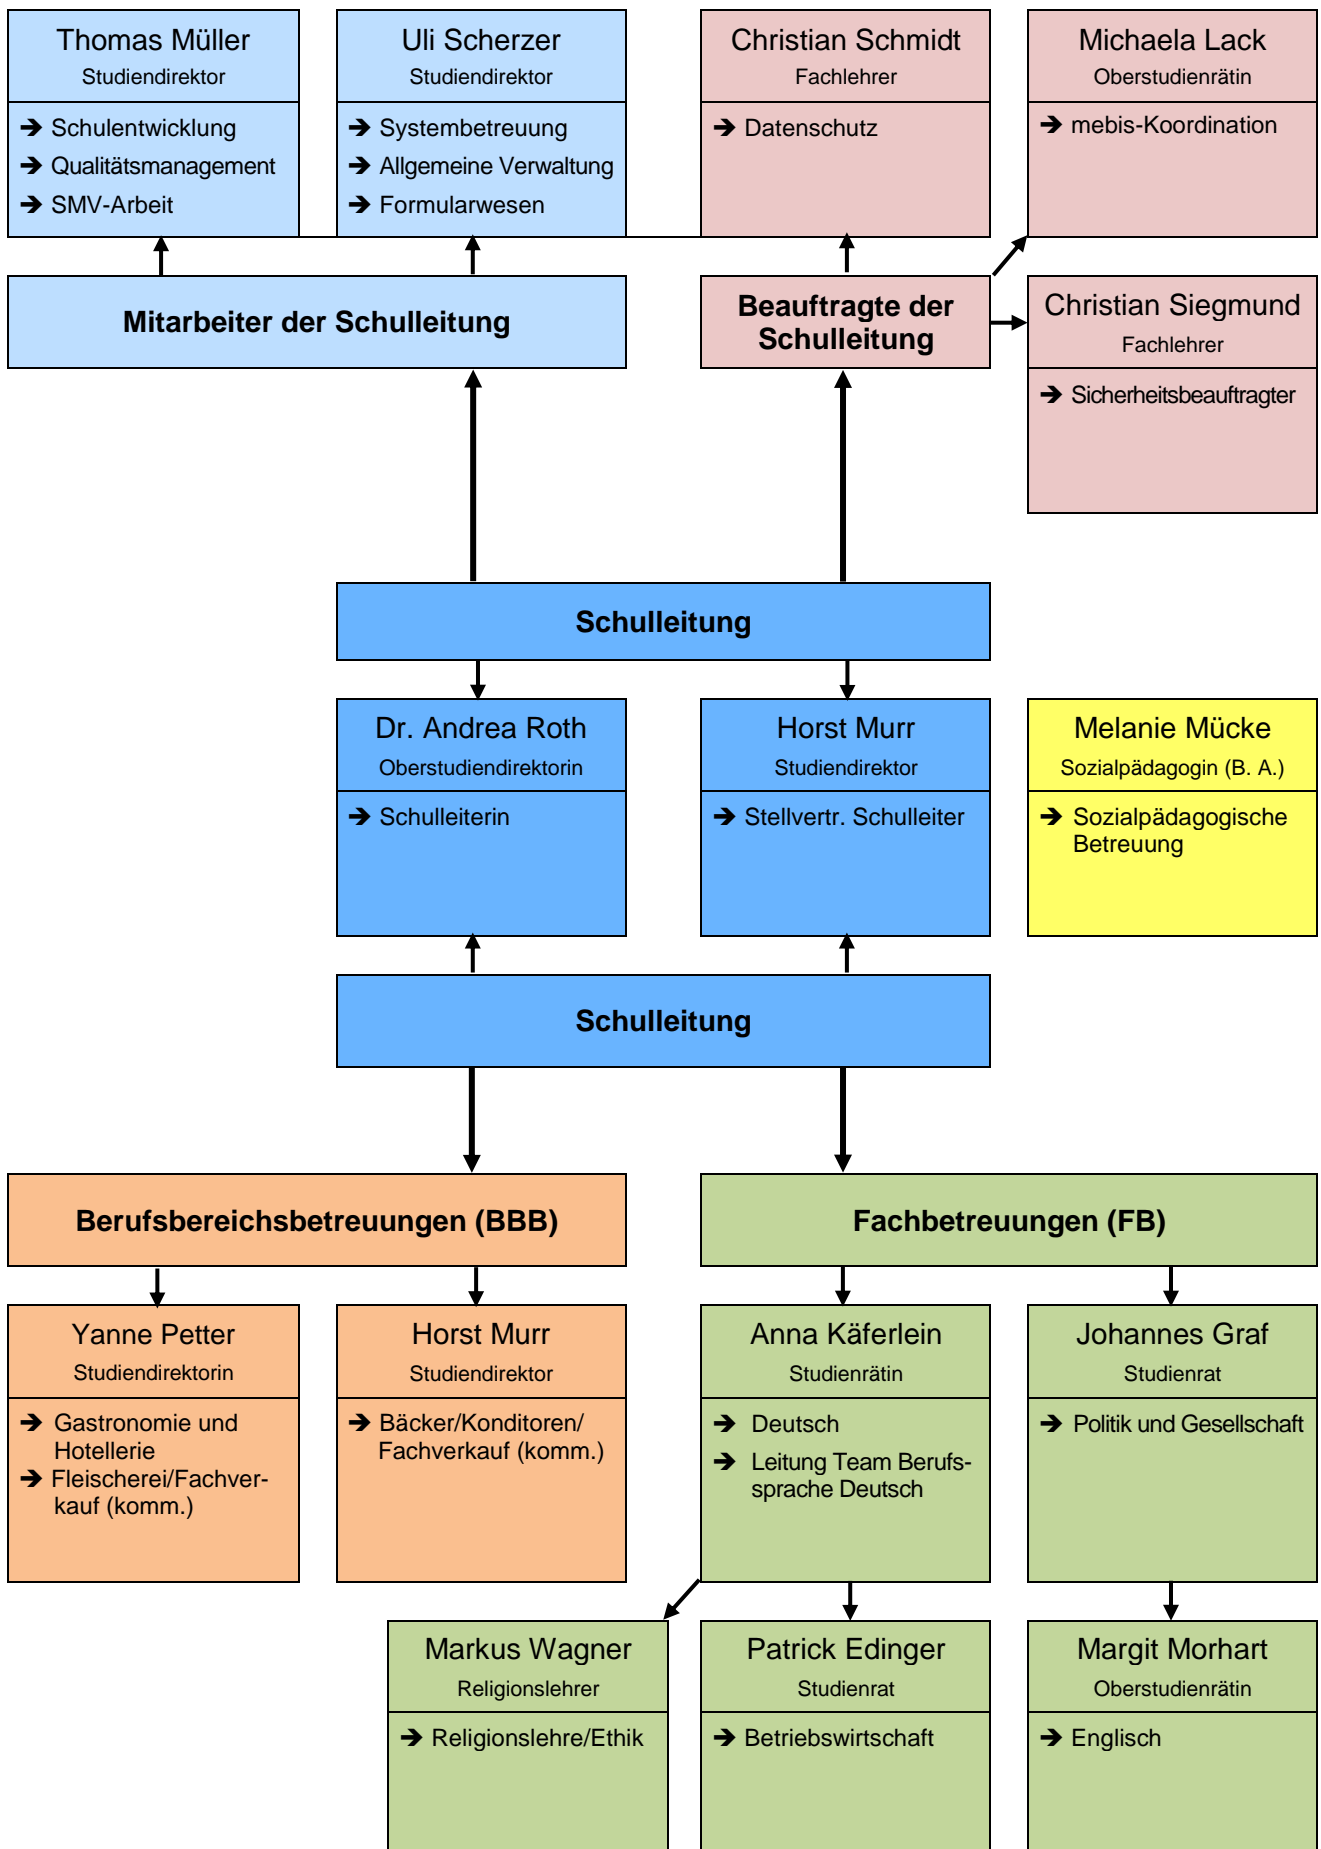 Thomas Müller
Studiendirektor
➔ Schulentwicklung
➔ Qualitätsmanagement
➔ SMV-Arbeit
Uli Scherzer
Studiendirektor
➔ Systembetreuung
➔ Allgemeine Verwaltung
➔ Formularwesen
Christian Schmidt
Fachlehrer
➔ Datenschutz
Michaela Lack
Oberstudienrätin
➔ mebis-Koordination
Mitarbeiter der Schulleitung
Beauftragte der
Schulleitung
Christian Siegmund
Fachlehrer
➔ Sicherheitsbeauftragter
Schulleitung
Dr. Andrea Roth
Oberstudiendirektorin
➔ Schulleiterin
Horst Murr
Studiendirektor
➔ Stellvertr. Schulleiter
Melanie Mücke
Sozialpädagogin (B. A.)
➔ Sozialpädagogische
Betreuung
Schulleitung
Berufsbereichsbetreuungen (BBB)
Fachbetreuungen (FB)
Yanne Petter
Studiendirektorin
➔ Gastronomie und
Hotellerie
➔ Fleischerei/Fachver-
kauf (komm.)
Horst Murr
Studiendirektor
➔ Bäcker/Konditoren/
Fachverkauf (komm.)
Anna Käferlein
Studienrätin
➔ Deutsch
➔ Leitung Team Berufs-
sprache Deutsch
Johannes Graf
Studienrat
➔ Politik und Gesellschaft
Markus Wagner
Religionslehrer
➔ Religionslehre/Ethik
Patrick Edinger
Studienrat
➔ Betriebswirtschaft
Margit Morhart
Oberstudienrätin
➔ Englisch